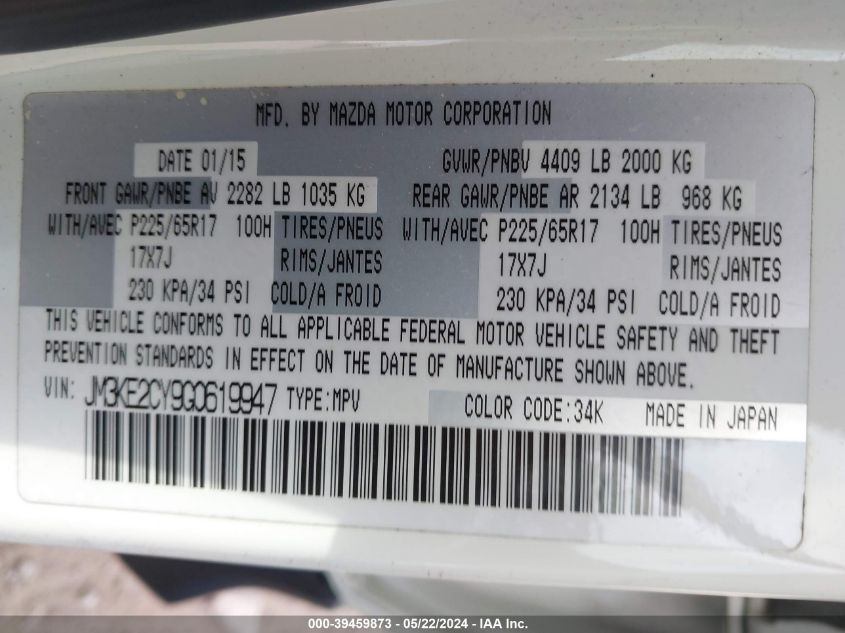 MFD. BY MAZDA MOTOR CORPORATION
DATE 01/15 GVWR/PNBV 4409 LB 2000 KG
FRONT GAWR/PNBE AV 2282 LB 1035 KG REAR GAWR/PNBE AR 2134 LB 968 KG
WITH/AVEC P225/65R17 100H TIRES/PNEUS WITH/AVEC P225/65R17 100H TIRES/PNEUS
17X7J RIMS/JANTES 17X7J RIMS/JANTES
230 KPA/34 PSI COLD/A FROID 230 KPA/34 PSI COLD/A FROID
THIS VEHICLE CONFORMS TO ALL APPLICABLE FEDERAL MOTOR VEHICLE SAFETY AND THEFT
PREVENTION STANDARDS IN EFFECT ON THE DATE OF MANUFACTURE SHOWN ABOVE.
VIN: JM3KE2CY9G0619947 TYPE:MPV COLOR CODE:34K MADE IN JAPAN
000-39459873 - 05/22/2024 - IAA Inc.